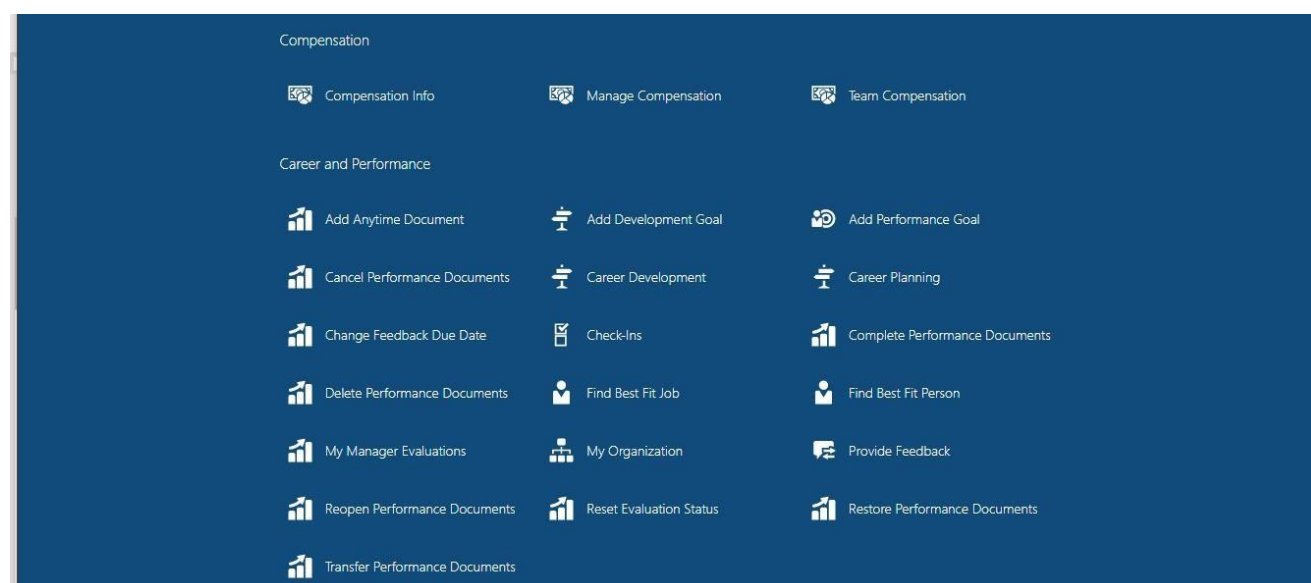 Compensation
Compensation Info Manage Compensation Team Compensation
Career and Performance
Add Anytime Document Add Development Goal Add Performance Goal
Cancel Performance Documents Career Development Career Planning
Change Feedback Due Date Check-Ins Complete Performance Documents
Delete Performance Documents Find Best Fit Job Find Best Fit Person
My Manager Evaluations My Organization Provide Feedback
Reopen Performance Documents Reset Evaluation Status Restore Performance Documents
Transfer Performance Documents